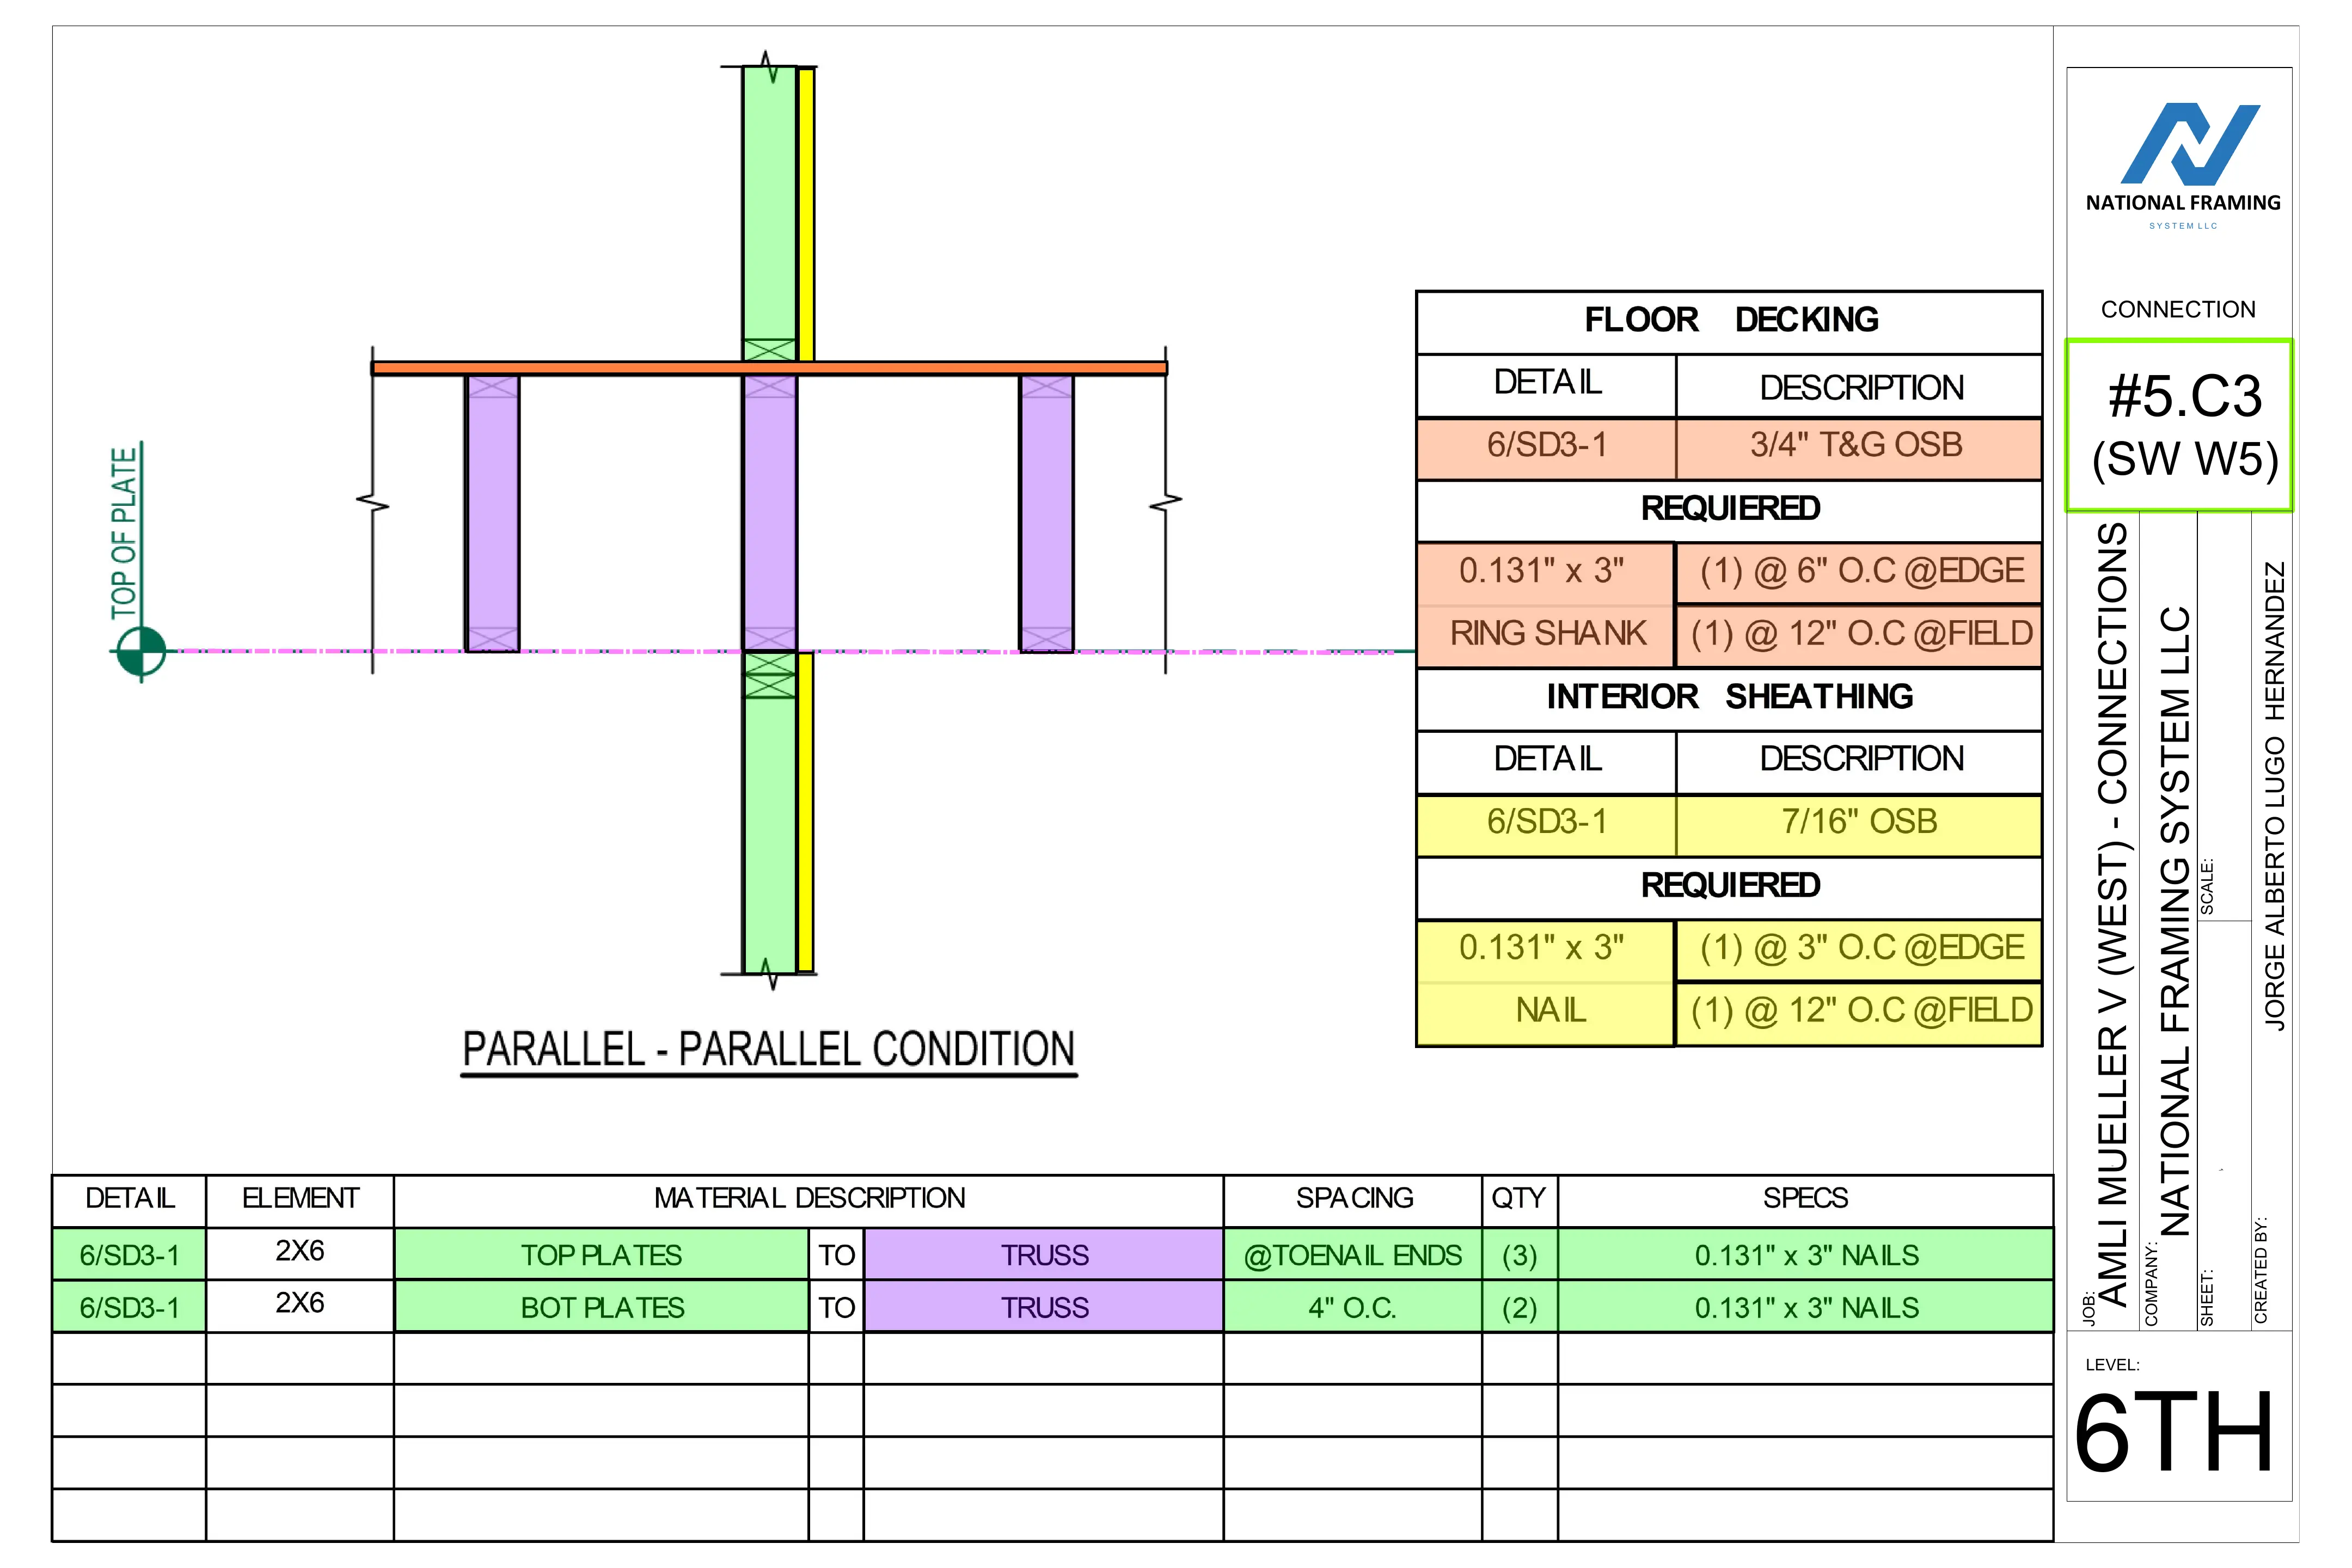 TOP OF PLATE
PARALLEL - PARALLEL CONDITION
FLOOR DECKING
DETAIL DESCRIPTION
6/SD3-1 3/4" T&G OSB
REQUIERED
0.131" x 3" (1) @ 6" O.C @EDGE
RING SHANK (1) @ 12" O.C @FIELD
INTERIOR SHEATHING
DETAIL DESCRIPTION
6/SD3-1 7/16" OSB
REQUIERED
0.131" x 3" (1) @ 3" O.C @EDGE
NAIL (1) @ 12" O.C @FIELD
DETAIL ELEMENT MATERIAL DESCRIPTION SPACING QTY SPECS
6/SD3-1 2X6 TOP PLATES TO TRUSS @TOENAIL ENDS (3) 0.131" x 3" NAILS
6/SD3-1 2X6 BOT PLATES TO TRUSS 4" O.C. (2) 0.131" x 3" NAILS
NATIONAL FRAMING
SYSTEM LLC
CONNECTION
#5.C3
(SW W5)
JOB: AMLI MUELLER V (WEST) - CONNECTIONS
COMPANY: NATIONAL FRAMING SYSTEM LLC
SHEET:
SCALE:
CREATED BY: JORGE ALBERTO LUGO HERNANDEZ
LEVEL:
6TH